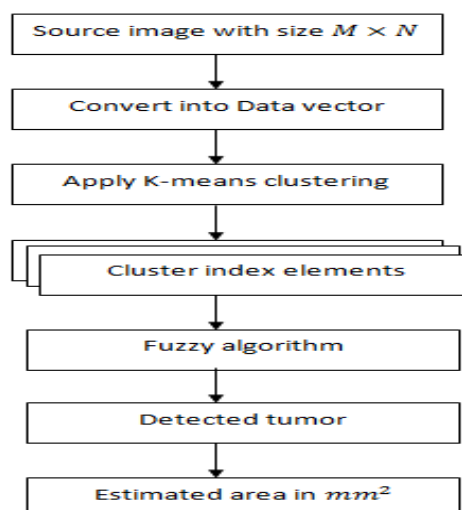 Source image with size M × N
Convert into Data vector
Apply K-means clustering
Cluster index elements
Fuzzy algorithm
Detected tumor
Estimated area in mm²